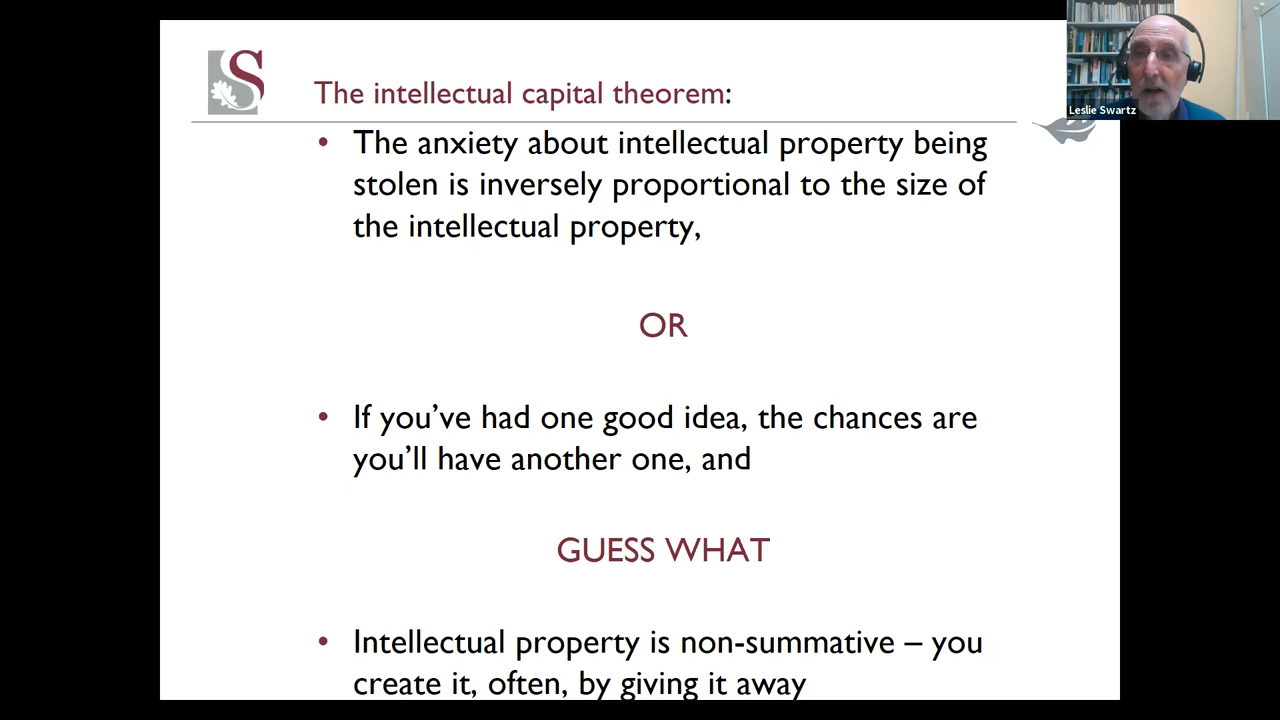 S
The intellectual capital theorem:
Leslie Swartz
• The anxiety about intellectual property being
stolen is inversely proportional to the size of
the intellectual property,
OR
• If you’ve had one good idea, the chances are
you’ll have another one, and
GUESS WHAT
• Intellectual property is non-summative – you
create it, often, by giving it away